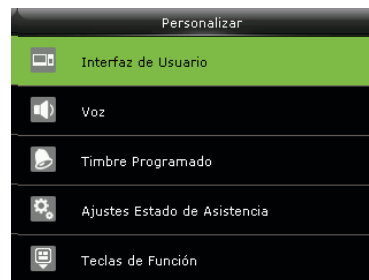 Personalizar
Interfaz de Usuario
Voz
Timbre Programado
Ajustes Estado de Asistencia
Teclas de Función